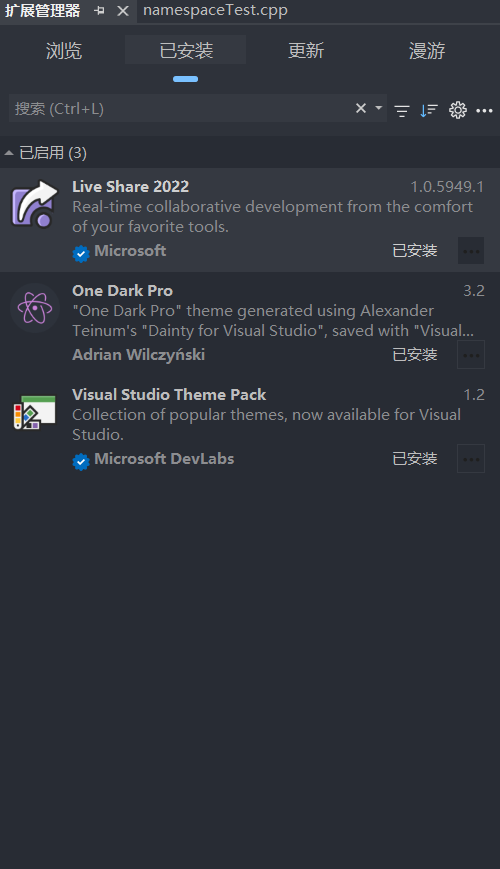 扩展管理器 namespaceTest.cpp
浏览 已安装 更新 漫游
搜索 (Ctrl+L)
已启用 (3)
Live Share 2022 1.0.5949.1
Real-time collaborative development from the comfort
of your favorite tools.
Microsoft 已安装
One Dark Pro 3.2
"One Dark Pro" theme generated using Alexander
Teinum's "Dainty for Visual Studio", saved with "Visual...
Adrian Wilczyński 已安装
Visual Studio Theme Pack 1.2
Collection of popular themes, now available for Visual
Studio.
Microsoft DevLabs 已安装